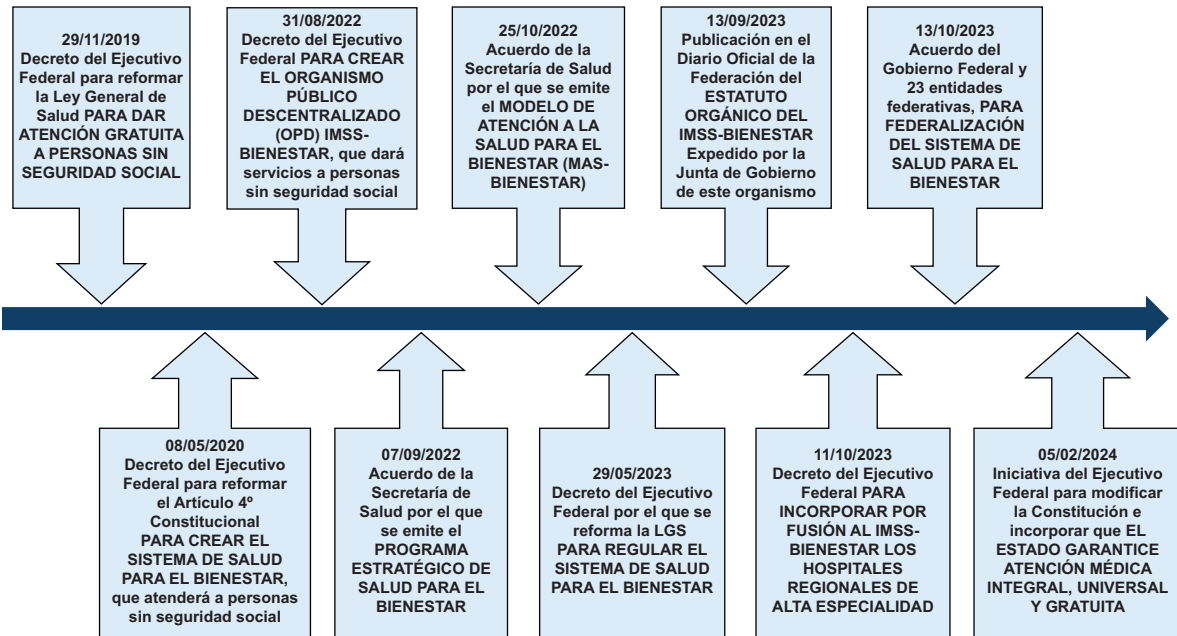 29/11/2019
Decreto del Ejecutivo
Federal para reformar
la Ley General de
Salud PARA DAR
ATENCIÓN GRATUITA
A PERSONAS SIN
SEGURIDAD SOCIAL
31/08/2022
Decreto del Ejecutivo
Federal PARA CREAR
EL ORGANISMO
PÚBLICO
DESCENTRALIZADO
(OPD) IMSS-
BIENESTAR, que dará
servicios a personas
sin seguridad social
25/10/2022
Acuerdo de la
Secretaría de Salud
por el que se emite
el MODELO DE
ATENCIÓN A LA
SALUD PARA EL
BIENESTAR (MAS-
BIENESTAR)
13/09/2023
Publicación en el
Diario Oficial de la
Federación del
ESTATUTO
ORGÁNICO DEL
IMSS-BIENESTAR
Expedido por la
Junta de Gobierno
de este organismo
13/10/2023
Acuerdo del
Gobierno Federal y
23 entidades
federativas, PARA
FEDERALIZACIÓN
DEL SISTEMA DE
SALUD PARA EL
BIENESTAR
08/05/2020
Decreto del Ejecutivo
Federal para reformar
el Artículo 4º
Constitucional
PARA CREAR EL
SISTEMA DE SALUD
PARA EL BIENESTAR,
que atenderá a personas
sin seguridad social
07/09/2022
Acuerdo de la
Secretaría de
Salud por el que
se emite el
PROGRAMA
ESTRATÉGICO DE
SALUD PARA EL
BIENESTAR
29/05/2023
Decreto del Ejecutivo
Federal por el que se
reforma la LGS
PARA REGULAR EL
SISTEMA DE SALUD
PARA EL BIENESTAR
11/10/2023
Decreto del Ejecutivo
Federal PARA
INCORPORAR POR
FUSIÓN AL IMSS-
BIENESTAR LOS
HOSPITALES
REGIONALES DE
ALTA ESPECIALIDAD
05/02/2024
Iniciativa del Ejecutivo
Federal para modificar
la Constitución e
incorporar que EL
ESTADO GARANTICE
ATENCIÓN MÉDICA
INTEGRAL, UNIVERSAL
Y GRATUITA